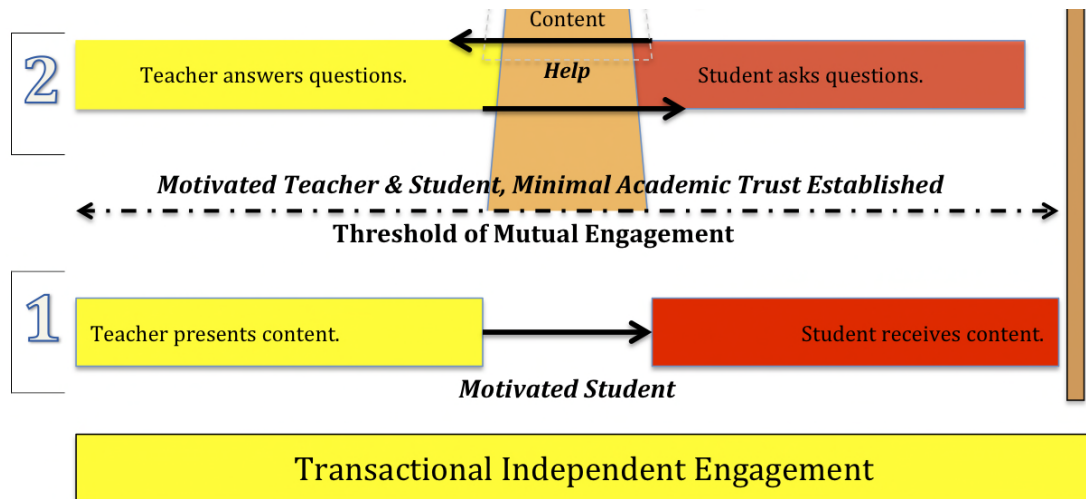 Content
2
Teacher answers questions.
Help
Student asks questions.
Motivated Teacher & Student, Minimal Academic Trust Established
Threshold of Mutual Engagement
1
Teacher presents content.
Student receives content.
Motivated Student
Transactional Independent Engagement